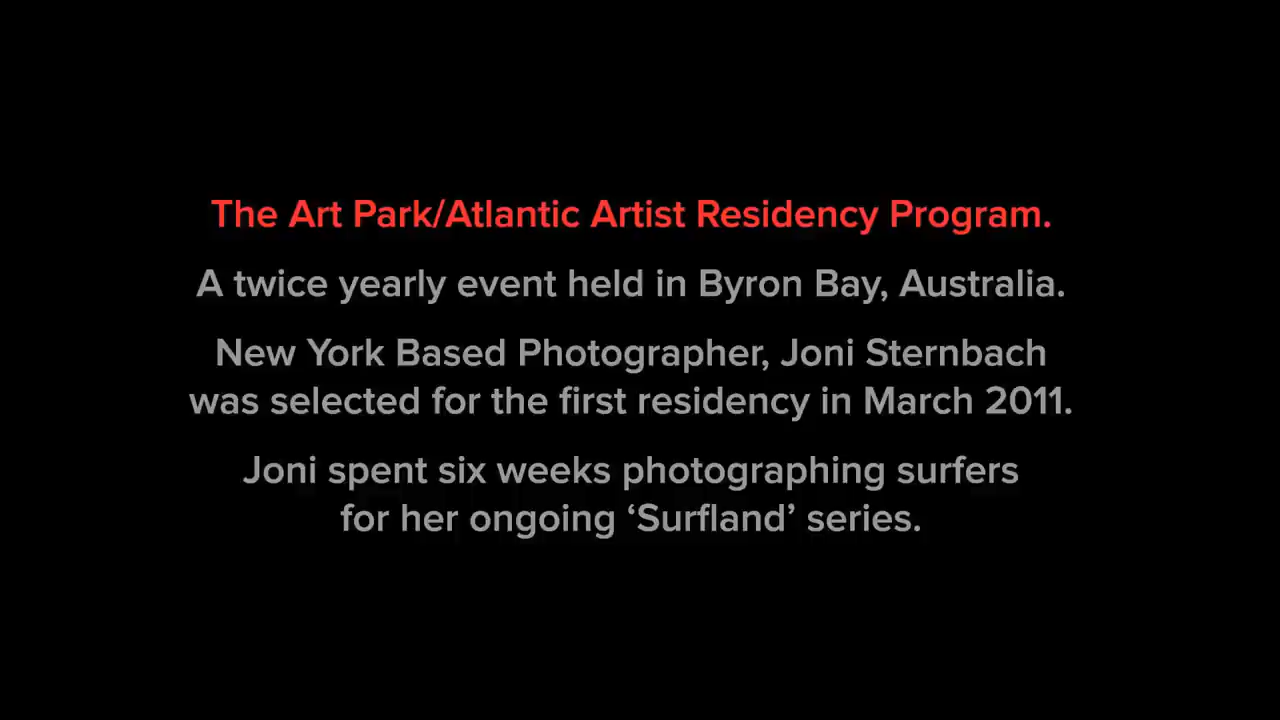 The Art Park/Atlantic Artist Residency Program.
A twice yearly event held in Byron Bay, Australia.
New York Based Photographer, Joni Sternbach
was selected for the first residency in March 2011.
Joni spent six weeks photographing surfers
for her ongoing ‘Surfland’ series.